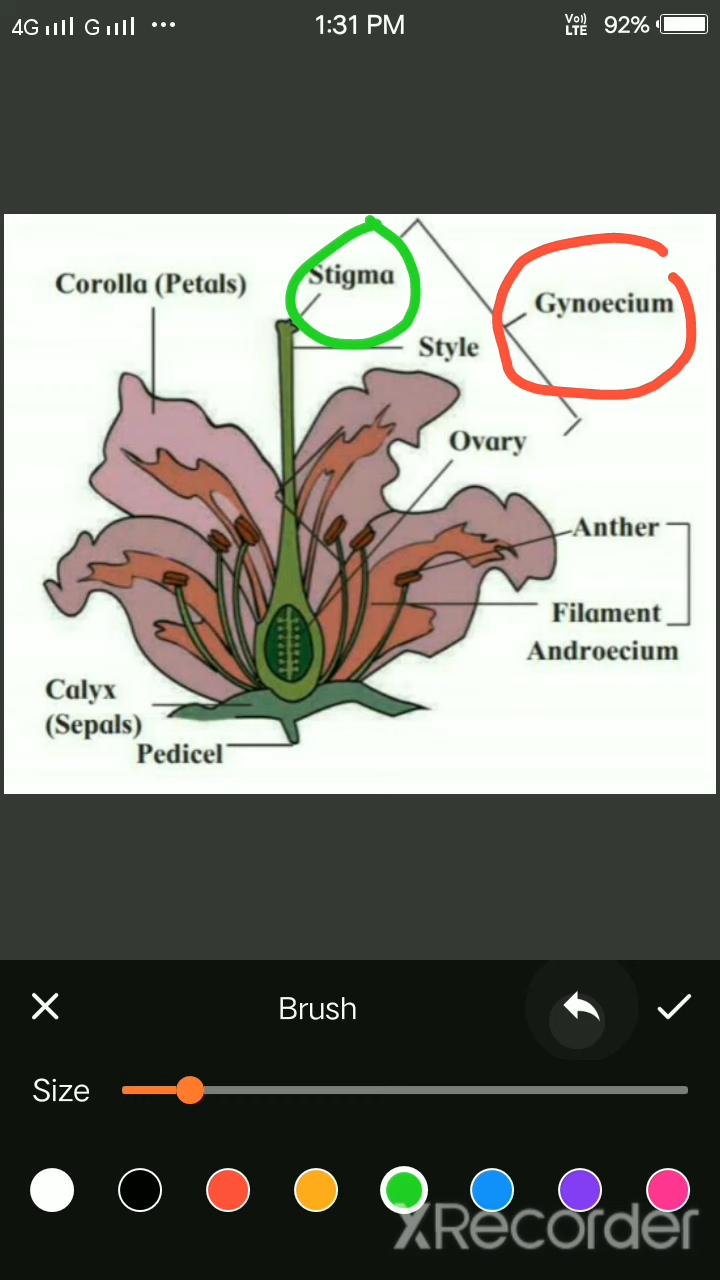 4G G ••• 1:31 PM Vo)) LTE 92%
Stigma
Corolla (Petals)
Gynoecium
Style
Ovary
Anther
Filament
Androecium
Calyx
(Sepals)
Pedicel
Brush
Size
XRecorder